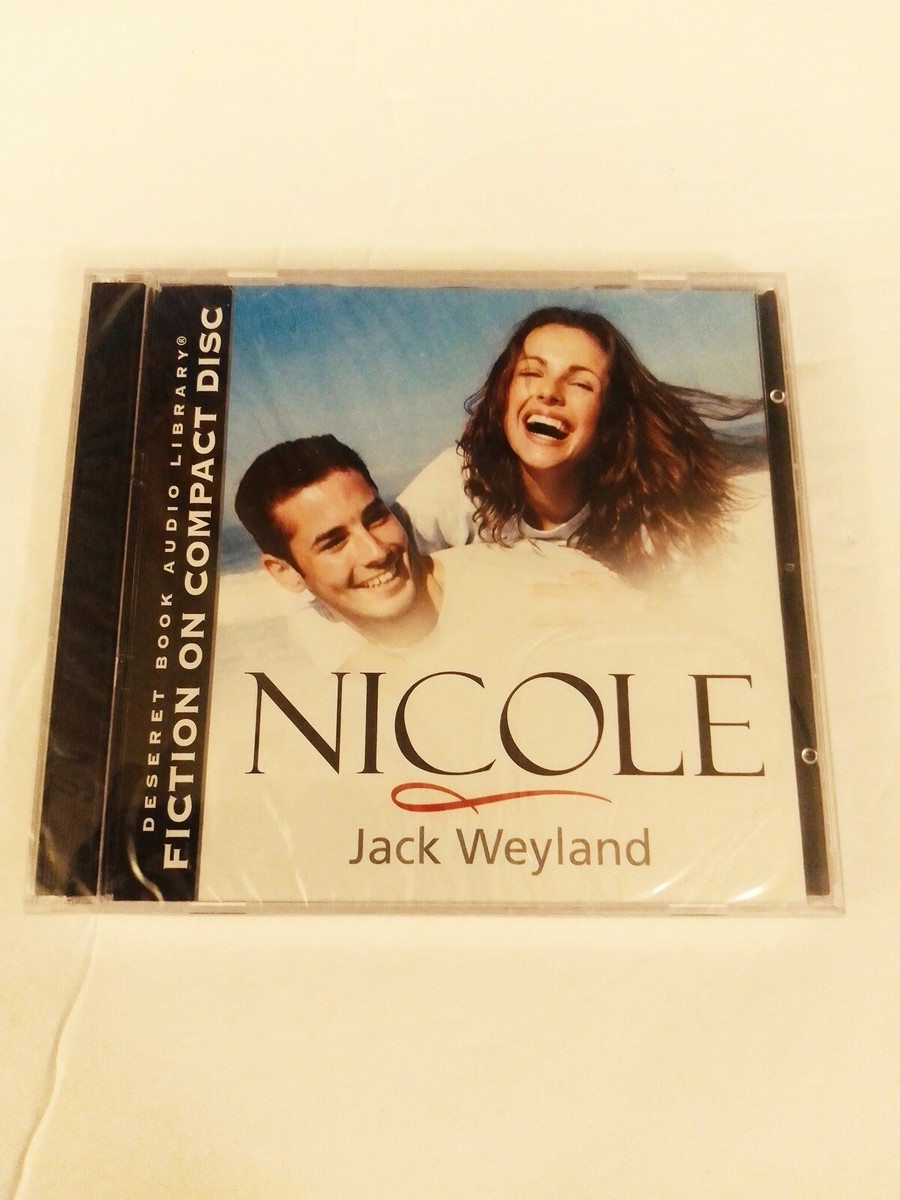 DESERET BOOK AUDIO LIBRARY®
FICTION ON COMPACT DISC
NICOLE
Jack Weyland